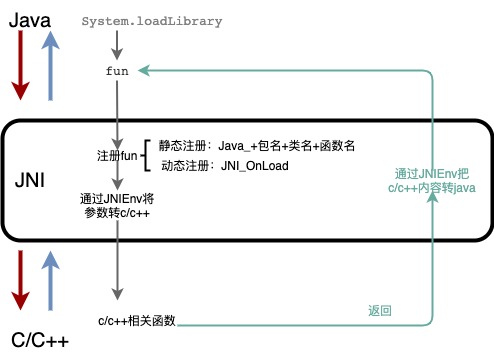 Java
System.loadLibrary
fun
注册fun
静态注册：Java_+包名+类名+函数名
动态注册：JNI_OnLoad
JNI
通过JNIEnv将
参数转c/c++
通过JNIEnv把
c/c++内容转java
返回
c/c++相关函数
C/C++